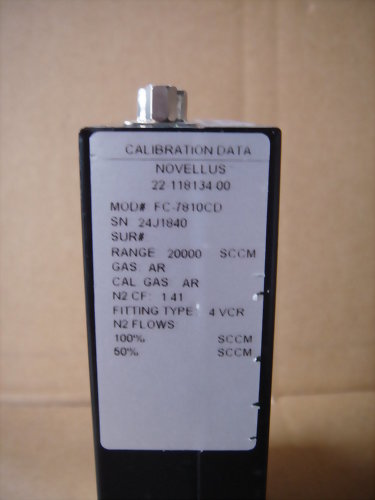 CALIBRATION DATA
NOVELLUS
22 118134 00
MOD# FC-7810CD
SN 24J1840
SUR#
RANGE 20000 SCCM
GAS AR
CAL GAS AR
N2 CF: 1 41
FITTING TYPE 4 VCR
N2 FLOWS:
100% SCCM
50% SCCM